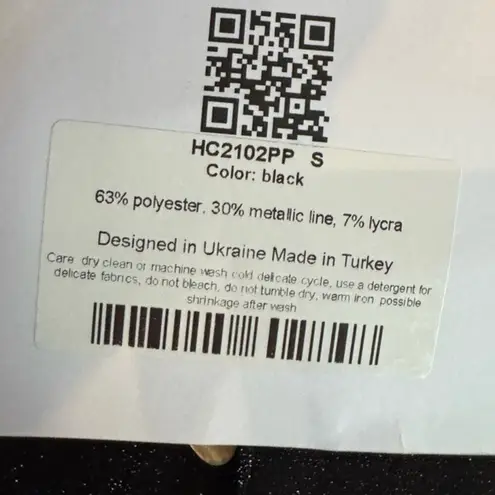 HC2102PP S
Color: black
63% polyester. 30% metallic line, 7% lycra
Designed in Ukraine Made in Turkey
Care dry clean or machine wash cold delicate cycle, use a detergent for
delicate fabrics, do not bleach, do not tumble dry, warm iron possible
shrinkage after wash